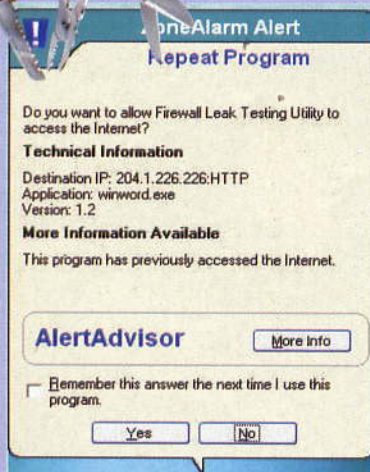 ZoneAlarm Alert
Repeat Program
Do you want to allow Firewall Leak Testing Utility to
access the Internet?
Technical Information
Destination IP: 204.1.226.226:HTTP
Application: winword.exe
Version: 1.2
More Information Available
This program has previously accessed the Internet.
AlertAdvisor
More Info
Remember this answer the next time I use this
program.
Yes
No